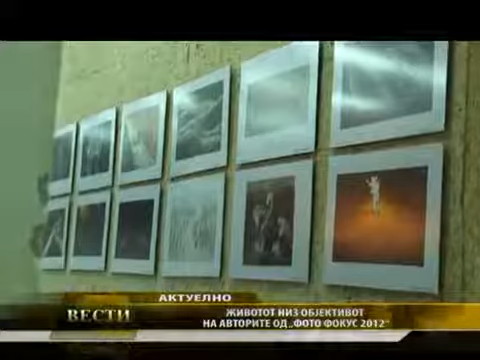 АКТУЕЛНО
ВЕСТИ
ЖИВОТОТ НИЗ ОБЈЕКТИВОТ
НА АВТОРИТЕ ОД„ФОТО ФОКУС 2012"